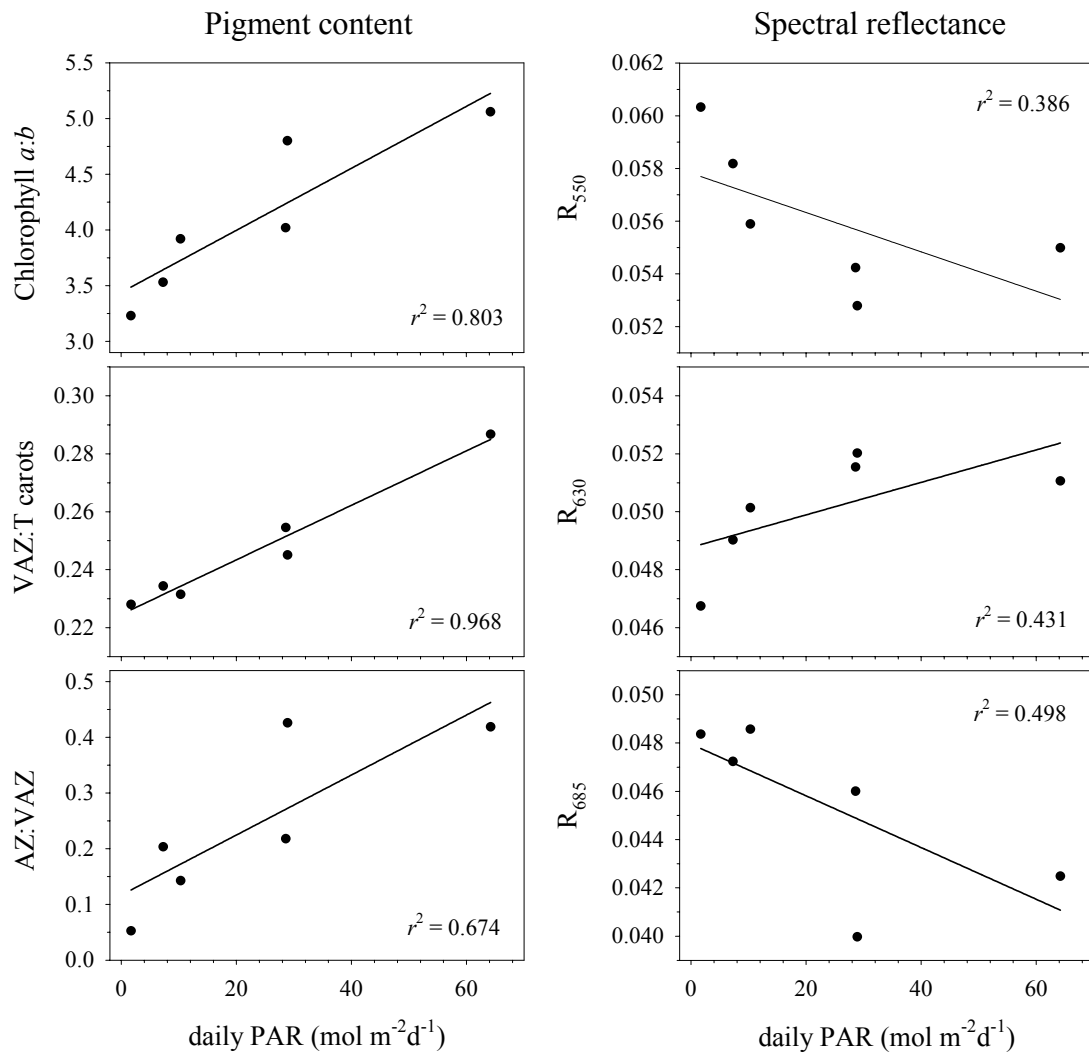 Pigment content
Spectral reflectance
Chlorophyll a:b
5.5
5.0
4.5
4.0
3.5
3.0
r² = 0.803
R₅₅₀
0.062
0.060
0.058
0.056
0.054
0.052
r² = 0.386
VAZ:T carots
0.30
0.28
0.26
0.24
0.22
r² = 0.968
R₆₃₀
0.054
0.052
0.050
0.048
0.046
r² = 0.431
AZ:VAZ
0.5
0.4
0.3
0.2
0.1
0.0
r² = 0.674
0 20 40 60
daily PAR (mol m⁻²d⁻¹)
R₆₈₅
0.050
0.048
0.046
0.044
0.042
0.040
r² = 0.498
0 20 40 60
daily PAR (mol m⁻²d⁻¹)